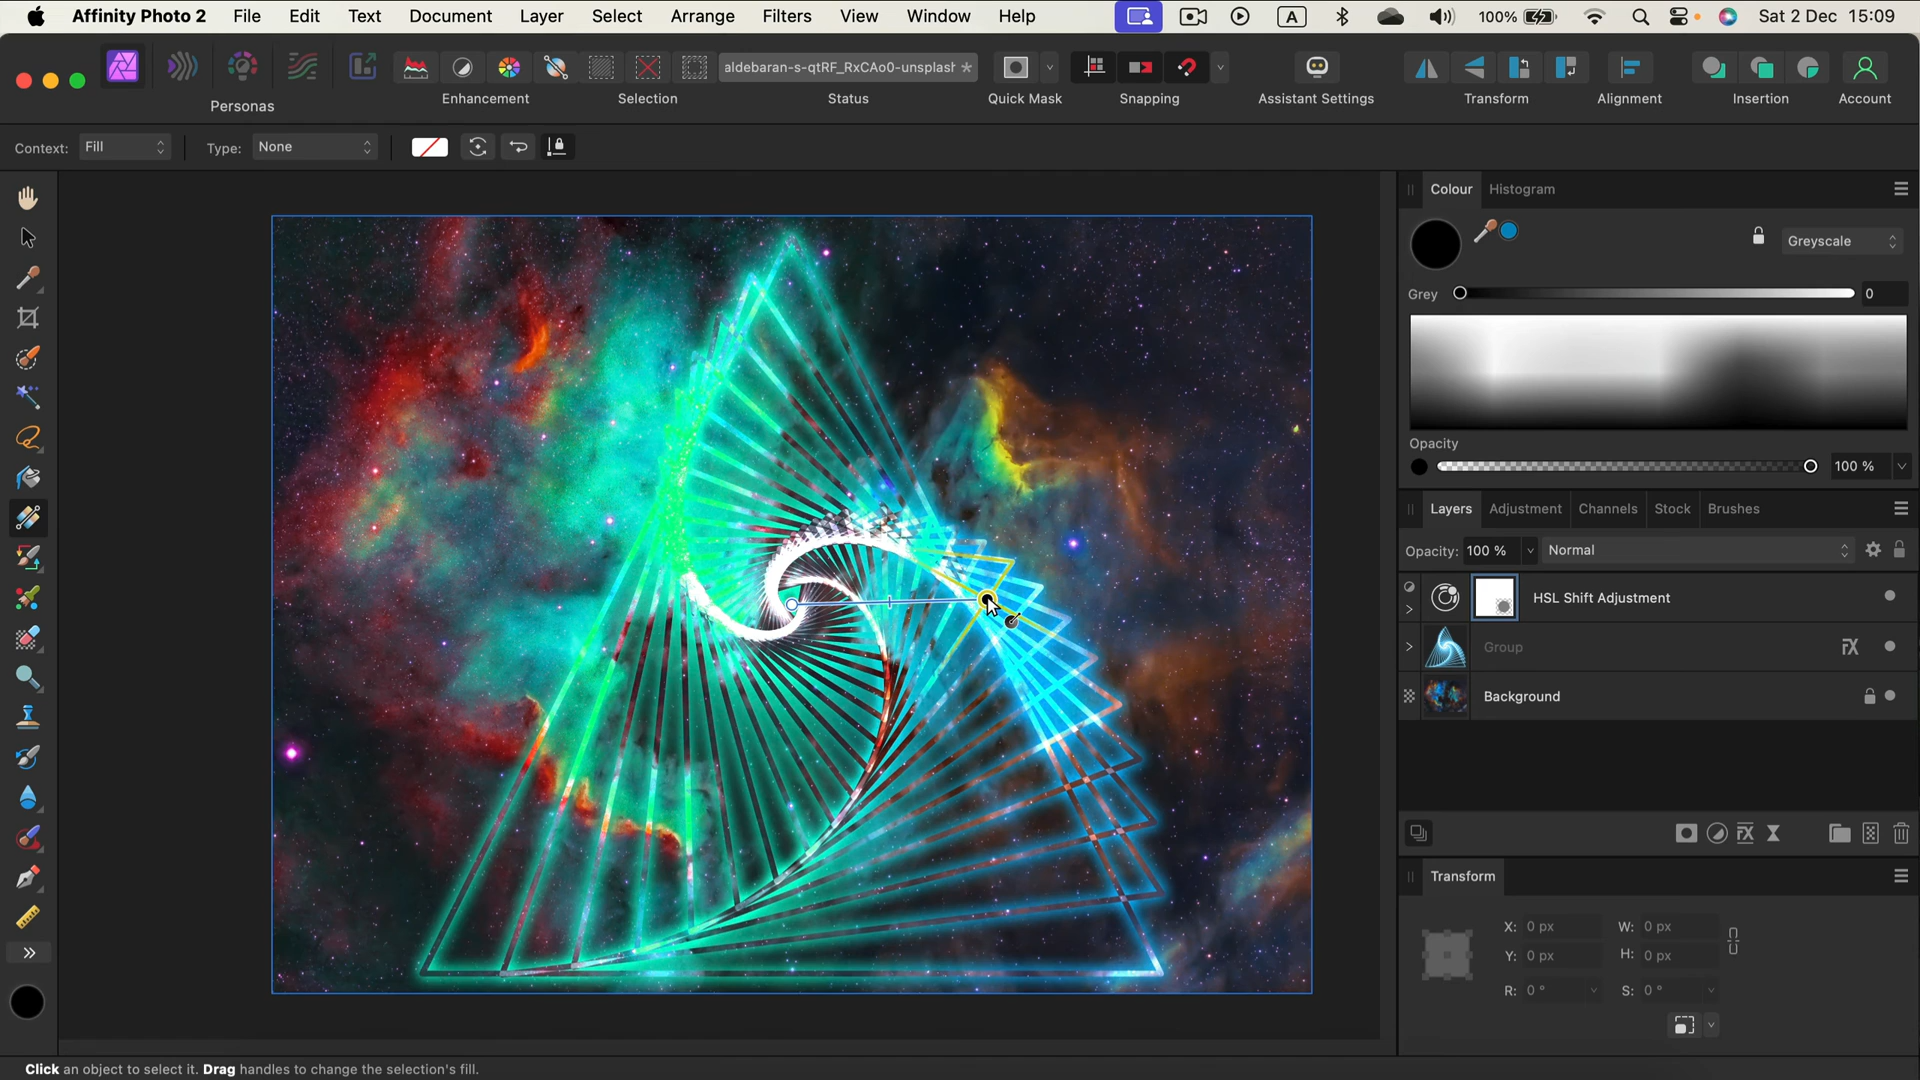 Affinity Photo 2 File Edit Text Document Layer Select Arrange Filters View Window Help A 100% Sat 2 Dec 15:09
aldebaran-s-qtRF_RxCAo0-unsplash *
Personas Enhancement Selection Status Quick Mask Snapping Assistant Settings Transform Alignment Insertion Account
Context: Fill Type: None
Colour Histogram
Greyscale
Grey 0
Opacity
100 %
Layers Adjustment Channels Stock Brushes
Opacity: 100 % Normal
HSL Shift Adjustment
Group FX
Background
FX
Transform
X: 0 px W: 0 px
Y: 0 px H: 0 px
R: 0 ° S: 0 °
Click an object to select it. Drag handles to change the selection's fill.